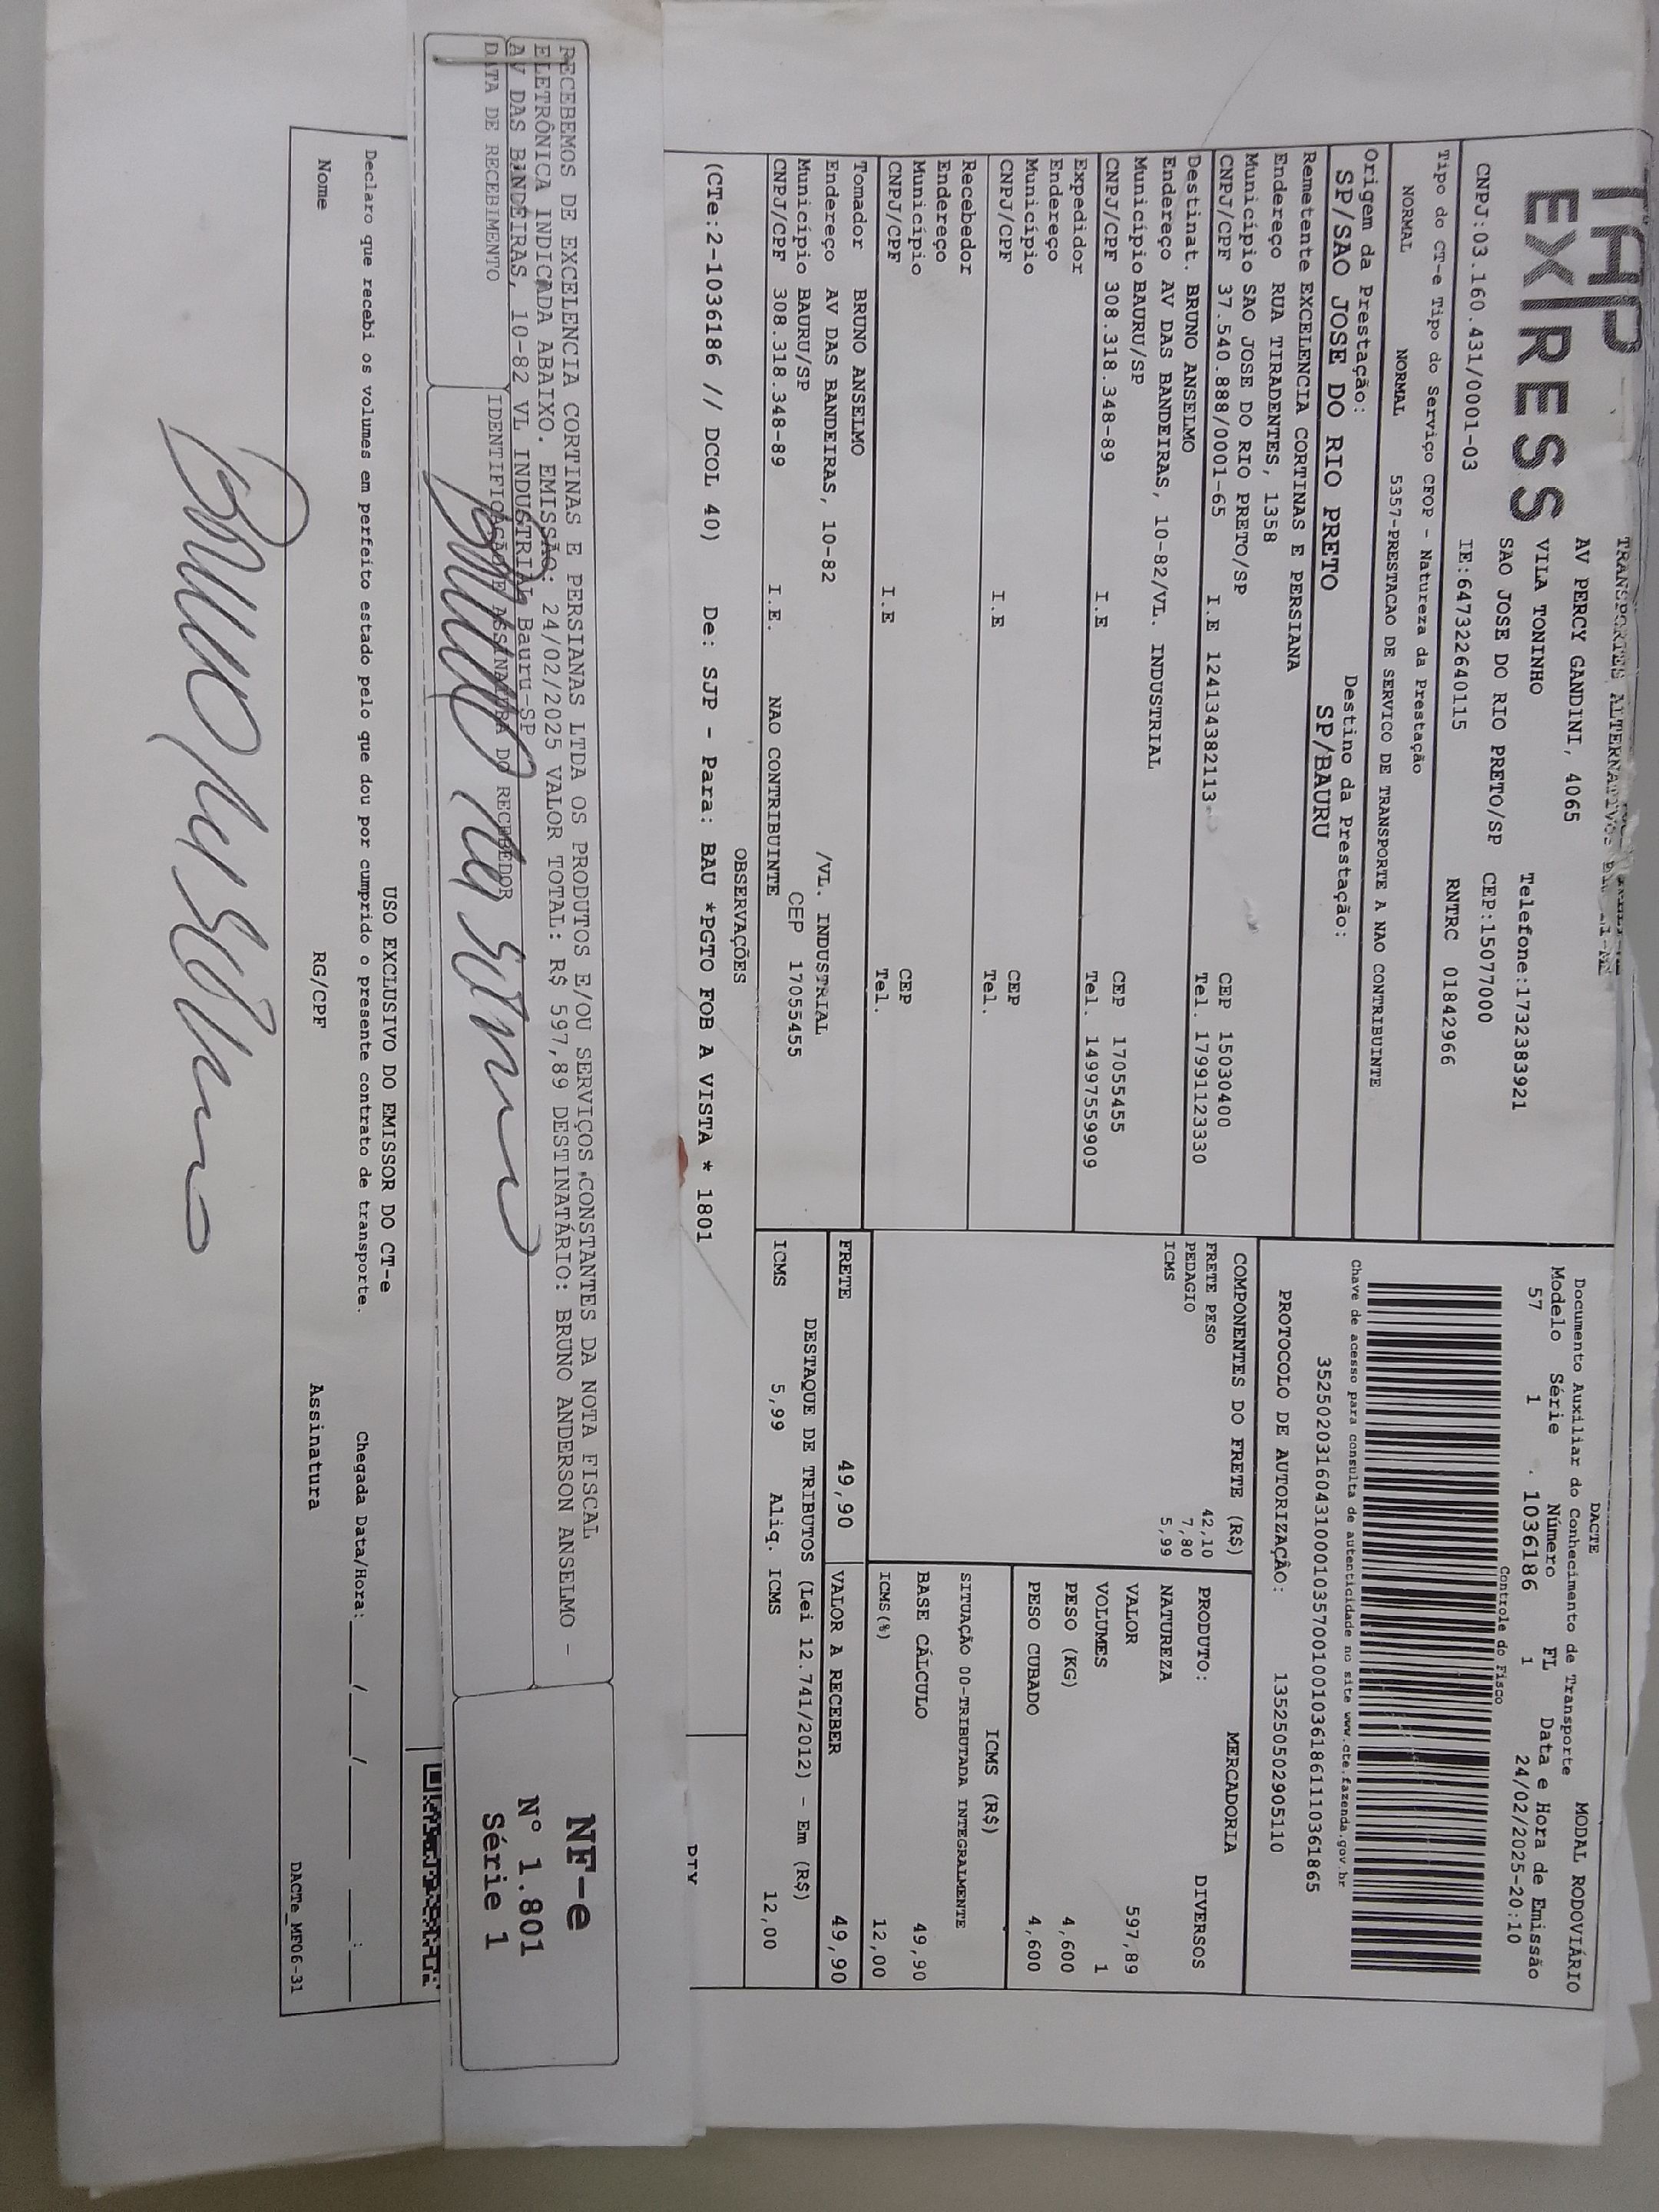 TAP
EXPRESS
TRANSPORTES
AV PERCY GANDINI, 4065
VILA TONINHO Telefone:1732383921
SAO JOSE DO RIO PRETO/SP CEP:15077000
CNPJ:03.160.431/0001-03 IE:647322640115 RNTRC 01842966
Tipo do CT-e Tipo do Serviço CFOP - Natureza da Prestação
NORMAL NORMAL 5357-PRESTACAO DE SERVICO DE TRANSPORTE A NAO CONTRIBUINTE
Origem da Prestação: Destino da Prestação:
SP/SAO JOSE DO RIO PRETO SP/BAURU
Remetente EXCELENCIA CORTINAS E PERSIANA
Endereço RUA TIRADENTES, 1358
Município SAO JOSE DO RIO PRETO/SP CEP 15030400
CNPJ/CPF 37.540.888/0001-65 I.E 124134382113 Tel. 17991123330
Destinat. BRUNO ANSELMO
Endereço AV DAS BANDEIRAS, 10-82/VL. INDUSTRIAL
Município BAURU/SP CEP 17055455
CNPJ/CPF 308.318.348-89 I.E Tel. 14997559909
Expedidor
Endereço
Município CEP
CNPJ/CPF I.E Tel.
Recebedor
Endereço
Município CEP
CNPJ/CPF I.E Tel.
Tomador BRUNO ANSELMO
Endereço AV DAS BANDEIRAS, 10-82 /VL. INDUSTRIAL
Município BAURU/SP CEP 17055455
CNPJ/CPF 308.318.348-89 I.E. NAO CONTRIBUINTE
DACTE MODAL RODOVIÁRIO
Documento Auxiliar do Conhecimento de Transporte
Modelo Série Número FL Data e Hora de Emissão
57 1 1036186 1 24/02/2025-20:10
Controle do Fisco
Chave de acesso para consulta de autenticidade no site www.cte.fazenda.gov.br
35250203160431000103570010010361861110361865
PROTOCOLO DE AUTORIZAÇÃO: 135250502905110
COMPONENTES DO FRETE (R$)
FRETE PESO 42,10
PEDAGIO 7,80
ICMS 5,99
MERCADORIA
PRODUTO: DIVERSOS
NATUREZA
VALOR 597,89
VOLUMES 1
PESO (KG) 4,600
PESO CUBADO 4,600
ICMS (R$)
SITUAÇÃO 00-TRIBUTADA INTEGRALMENTE
BASE CÁLCULO 49,90
ICMS(%) 12,00
FRETE 49,90 VALOR A RECEBER 49,90
DESTAQUE DE TRIBUTOS (Lei 12.741/2012) - Em (R$)
ICMS 5,99 Aliq. ICMS 12,00
OBSERVAÇÕES
(CTe:2-1036186 // DCOL 40) De: SJP - Para: BAU *PGTO FOB A VISTA * 1801
RECEBEMOS DE EXCELENCIA CORTINAS E PERSIANAS LTDA OS PRODUTOS E/OU SERVIÇOS CONSTANTES DA NOTA FISCAL
ELETRÔNICA INDICADA ABAIXO. EMISSÃO: 24/02/2025 VALOR TOTAL: R$ 597,89 DESTINATÁRIO: BRUNO ANDERSON ANSELMO -
AV DAS BANDEIRAS, 10-82 VL INDUSTRIAL Bauru-SP
DATA DE RECEBIMENTO IDENTIFICAÇÃO E ASSINATURA DO RECEBEDOR
NF-e
N° 1.801
Série 1
USO EXCLUSIVO DO EMISSOR DO CT-e
Declaro que recebi os volumes em perfeito estado pelo que dou por cumprido o presente contrato de transporte. Chegada Data/Hora:___/___/___ ___:___
Nome RG/CPF Assinatura
DACTe_MF06-31